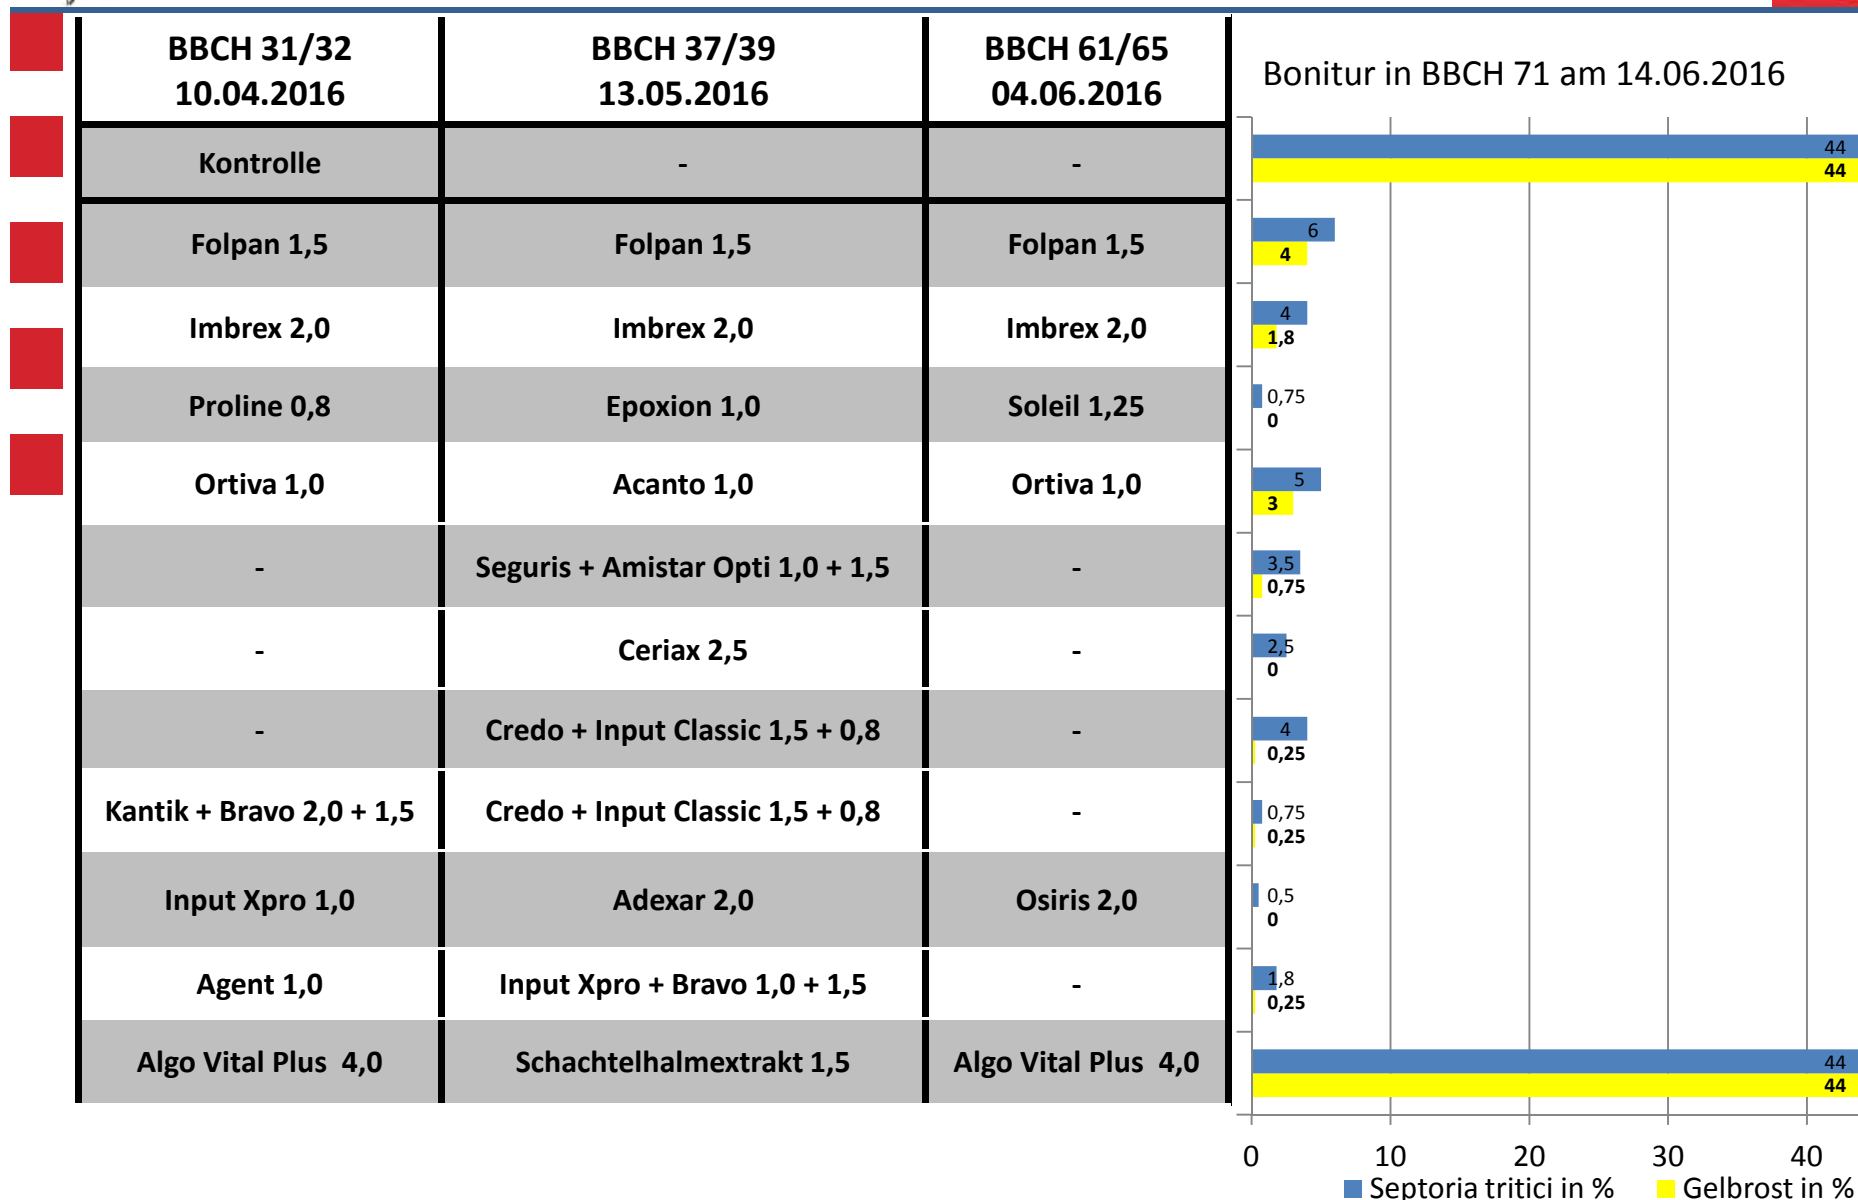 BBCH 31/32
10.04.2016
BBCH 37/39
13.05.2016
BBCH 61/65
04.06.2016
Bonitur in BBCH 71 am 14.06.2016
Kontrolle - -
44
44
Folpan 1,5 Folpan 1,5 Folpan 1,5
6
4
Imbrex 2,0 Imbrex 2,0 Imbrex 2,0
4
1,8
Proline 0,8 Epoxion 1,0 Soleil 1,25
0,75
0
Ortiva 1,0 Acanto 1,0 Ortiva 1,0
5
3
- Seguris + Amistar Opti 1,0 + 1,5 -
3,5
0,75
- Ceriax 2,5 -
2,5
0
- Credo + Input Classic 1,5 + 0,8 -
4
0,25
Kantik + Bravo 2,0 + 1,5 Credo + Input Classic 1,5 + 0,8 -
0,75
0,25
Input Xpro 1,0 Adexar 2,0 Osiris 2,0
0,5
0
Agent 1,0 Input Xpro + Bravo 1,0 + 1,5 -
1,8
0,25
Algo Vital Plus 4,0 Schachtelhalmextrakt 1,5 Algo Vital Plus 4,0
44
44
0 10 20 30 40
Septoria tritici in % Gelbrost in %